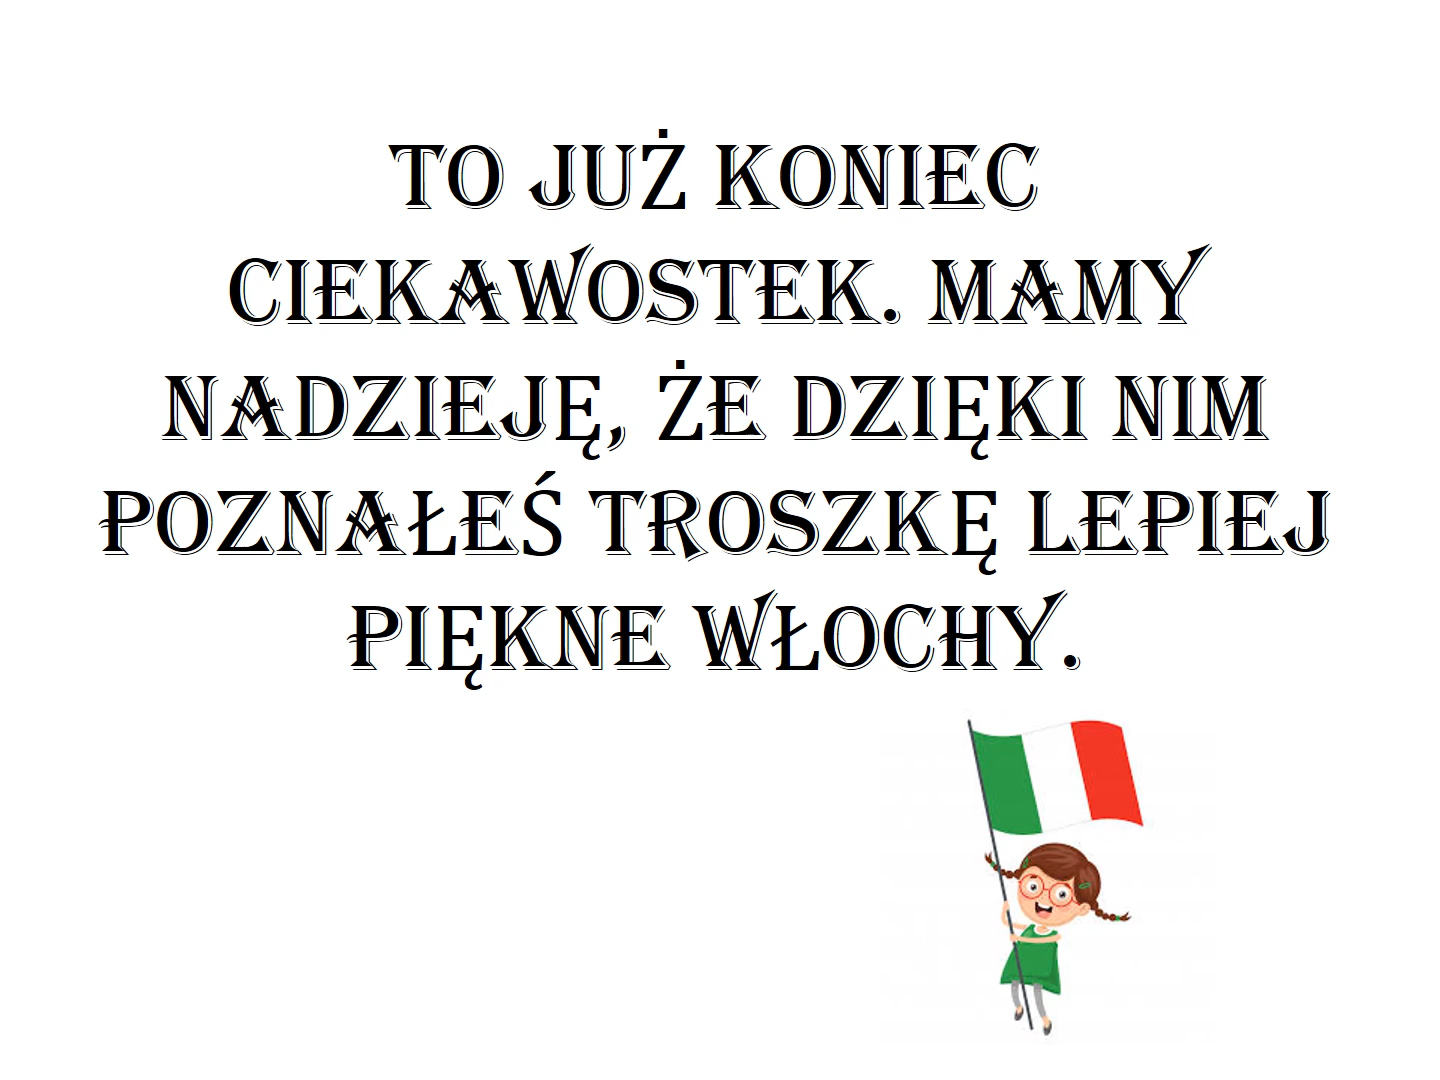 TO JUŻ KONIEC
CIEKAWOSTEK. MAMY
NADZIEJĘ, ŻE DZIĘKI NIM
POZNAŁEŚ TROSZKĘ LEPIEJ
PIĘKNE WŁOCHY.